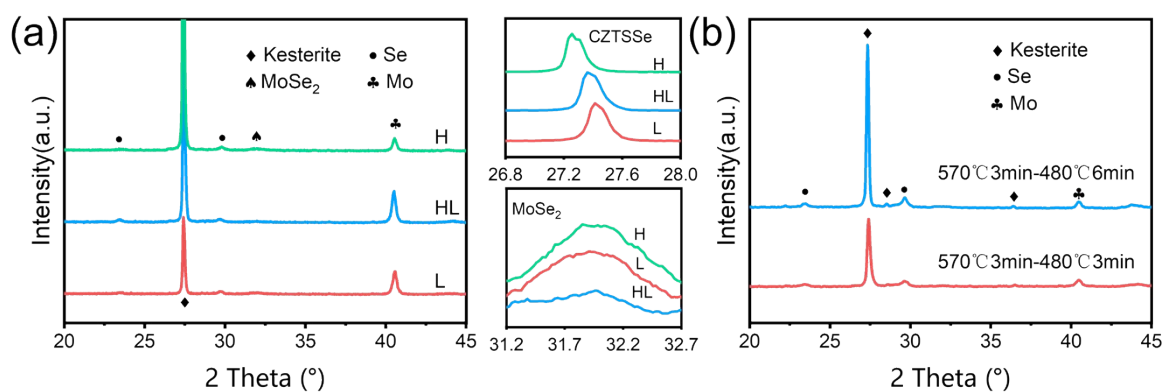 (a)
Intensity(a.u.)
♦ Kesterite
● Se
♠ MoSe₂
♣ Mo
H
HL
L
20 25 30 35 40 45
2 Theta (°)
CZTSSe
H
HL
L
26.8 27.2 27.6 28.0
MoSe₂
H
L
HL
31.2 31.7 32.2 32.7
(b)
Intensity(a.u.)
♦ Kesterite
● Se
♣ Mo
570℃3min-480℃6min
570℃3min-480℃3min
20 25 30 35 40 45
2 Theta (°)